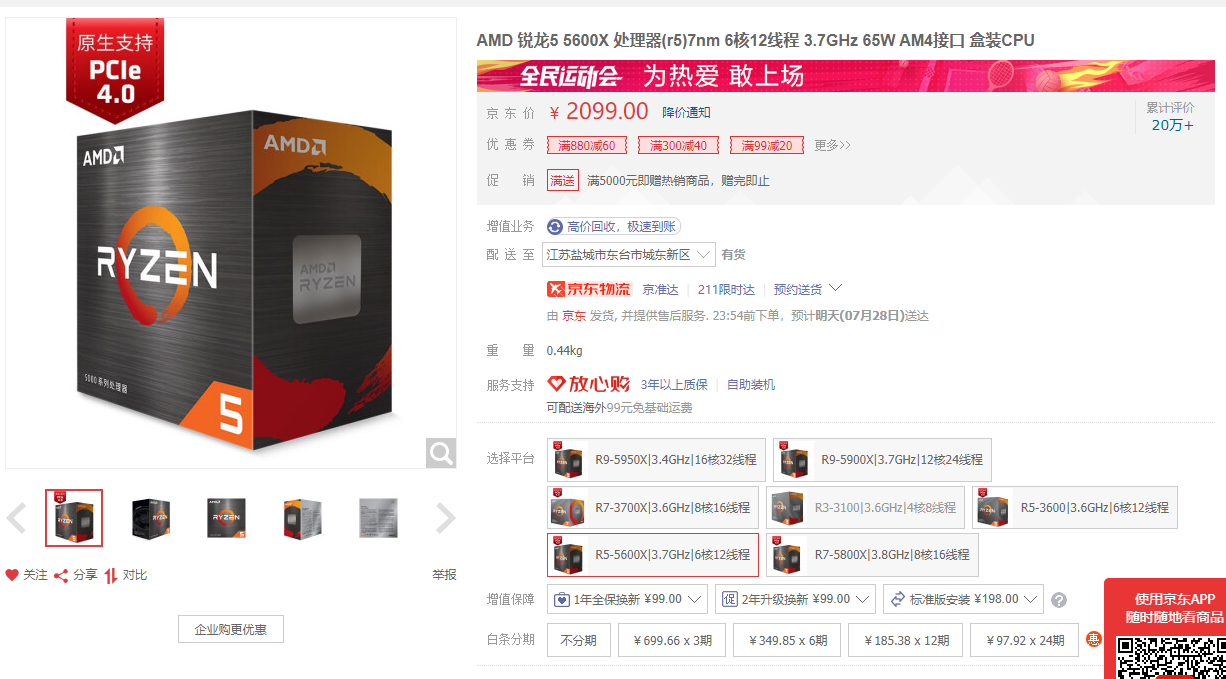 原生支持
PCIe
4.0
AMD
AMD
RYZEN
AMD
RYZEN
5000系列处理器
5
关注 分享 对比 举报
企业购更优惠
AMD 锐龙5 5600X 处理器(r5)7nm 6核12线程 3.7GHz 65W AM4接口 盒装CPU
全民运动会 为热爱 敢上场
京东价 ¥ 2099.00 降价通知
累计评价
20万+
优惠券 满880减60 满300减40 满99减20 更多>>
促销 满送 满5000元即赠热销商品，赠完即止
增值业务 高价回收，极速到账
配送至 江苏盐城市东台市城东新区 有货
京东物流 京准达 211限时达 预约送货
由 京东 发货, 并提供售后服务. 23:54前下单，预计明天(07月28日)送达
重量 0.44kg
服务支持 放心购 3年以上质保 自助装机
可配送海外99元免基础运费
选择平台 R9-5950X|3.4GHz|16核32线程 R9-5900X|3.7GHz|12核24线程
R7-3700X|3.6GHz|8核16线程 R3-3100|3.6GHz|4核8线程 R5-3600|3.6GHz|6核12线程
R5-5600X|3.7GHz|6核12线程 R7-5800X|3.8GHz|8核16线程
增值保障 1年全保换新 ¥99.00 促 2年升级换新 ¥99.00 标准版安装 ¥198.00 ?
白条分期 不分期 ¥699.66 x 3期 ¥349.85 x 6期 ¥185.38 x 12期 ¥97.92 x 24期 惠
使用京东APP
随时随地看商品